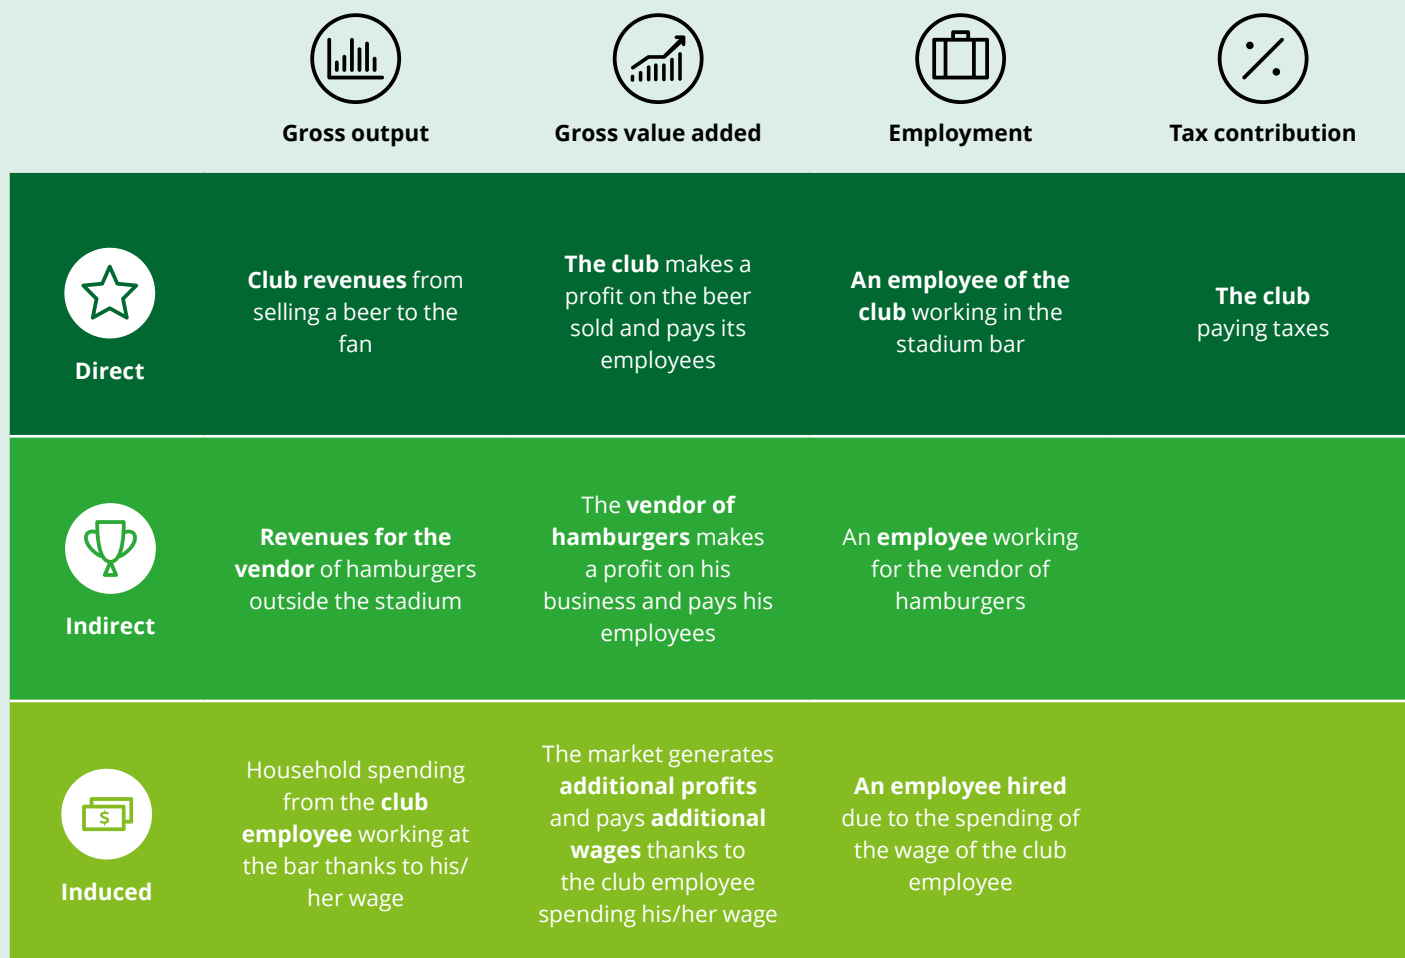 Gross output
Gross value added
Employment
Tax contribution
Direct
Club revenues from
selling a beer to the
fan
The club makes a
profit on the beer
sold and pays its
employees
An employee of the
club working in the
stadium bar
The club
paying taxes
Indirect
Revenues for the
vendor of hamburgers
outside the stadium
The vendor of
hamburgers makes
a profit on his
business and pays his
employees
An employee working
for the vendor of
hamburgers
$
Induced
Household spending
from the club
employee working at
the bar thanks to his/
her wage
The market generates
additional profits
and pays additional
wages thanks to
the club employee
spending his/her wage
An employee hired
due to the spending of
the wage of the club
employee